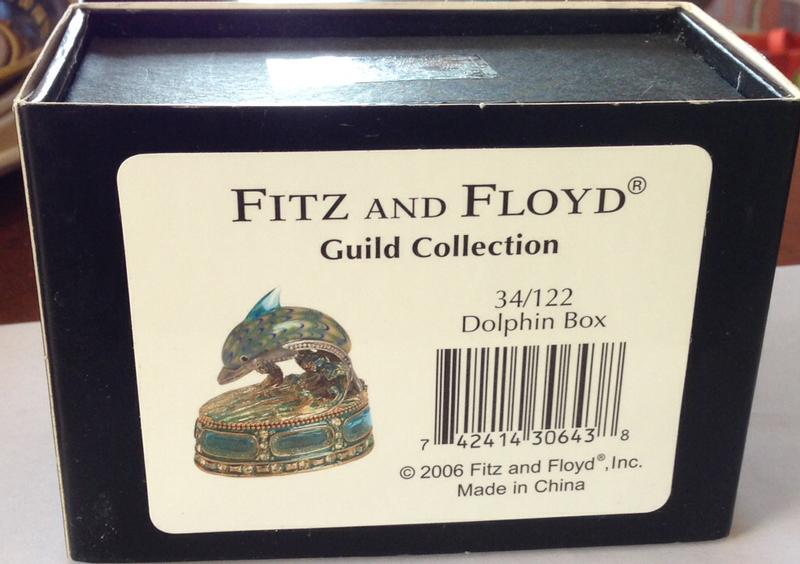 FITZ AND FLOYD®
Guild Collection
34/122
Dolphin Box
7 42414 30643 8
© 2006 Fitz and Floyd®, Inc.
Made in China